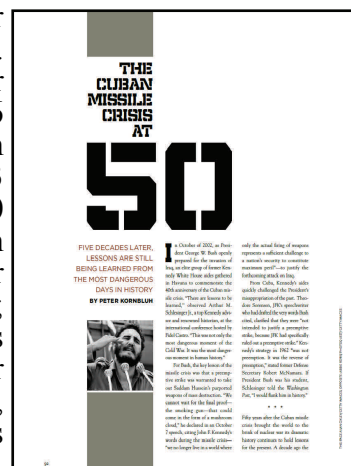 THE
CUBAN
MISSILE
CRISIS
AT
50
FIVE DECADES LATER,
LESSONS ARE STILL
BEING LEARNED FROM
THE MOST DANGEROUS
DAYS IN HISTORY
BY PETER KORNBLUH
In October of 2002, as Presi-
dent George W. Bush openly
prepared for the invasion of
Iraq, an elite group of former Ken-
nedy White House aides gathered
in Havana to commemorate the
40th anniversary of the Cuban mis-
sile crisis. "There are lessons to be
learned," observed Arthur M.
Schlesinger Jr., a top Kennedy advi-
sor and renowned historian, at the
international conference hosted by
Fidel Castro. "This was not only the
most dangerous moment of the
Cold War. It was the most danger-
ous moment in human history."
For Bush, the key lesson of the
missile crisis was that a preemp-
tive strike was warranted to take
out Saddam Hussein's purported
weapons of mass destruction. "We
cannot wait for the final proof—
the smoking gun—that could
come in the form of a mushroom
cloud," he declared in an October
7 speech, citing John F. Kennedy's
words during the missile crisis—
"we no longer live in a world where
only the actual firing of weapons
represents a sufficient challenge to
a nation's security to constitute
maximum peril"—to justify the
forthcoming attack on Iraq.
From Cuba, Kennedy's aides
quickly challenged the President's
misappropriation of the past. Theo-
dore Sorensen, JFK's speechwriter
who had drafted the very words Bush
cited, clarified that they were "not
intended to justify a preemptive
strike, because JFK had specifically
ruled out a preemptive strike." Ken-
nedy's strategy in 1962 "was not
preemption. It was the reverse of
preemption," stated former Defense
Secretary Robert McNamara. If
President Bush was his student,
Schlesinger told the Washington
Post, "I would flunk him in history."
* * *
Fifty years after the Cuban missile
crisis brought the world to the
break of nuclear war its dramatic
history continues to hold lessons
for the present. A decade ago the